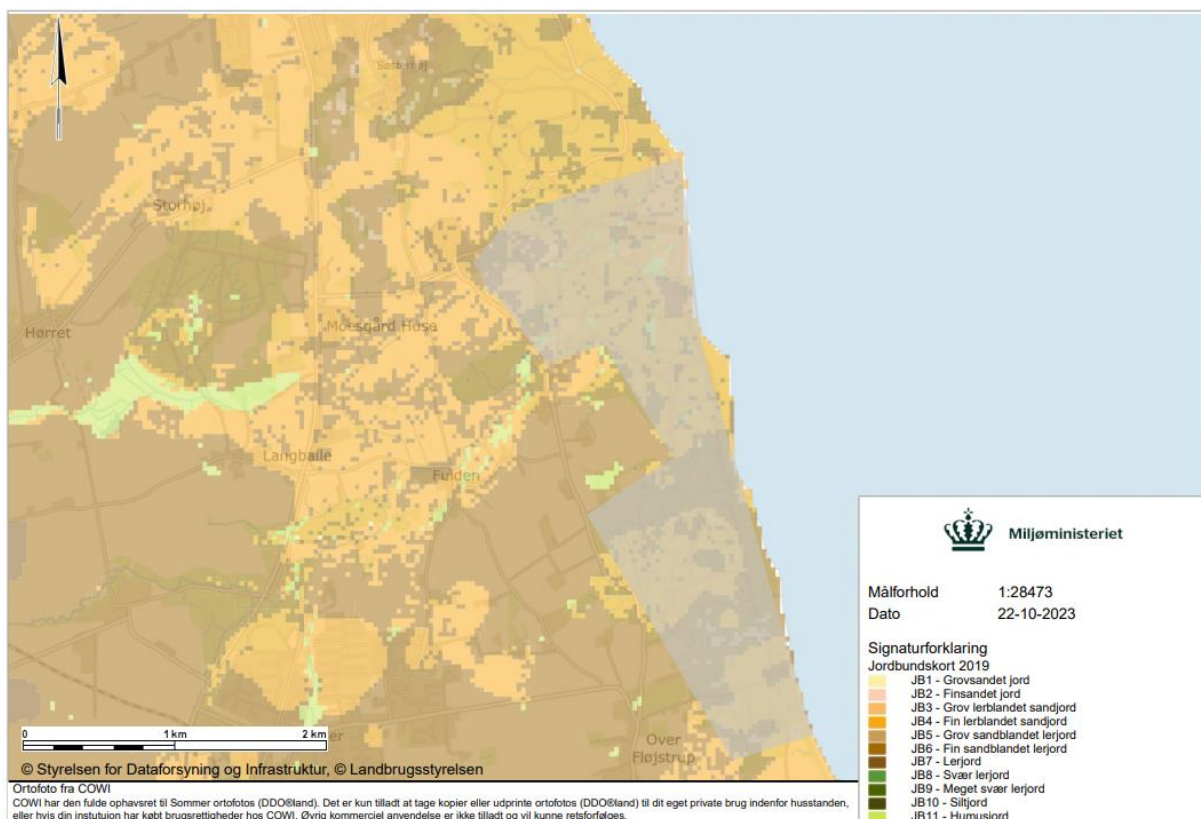 Søsterhøj
Storhøj
Hørret
Moesgård Huse
Langballe
Fulden
Over
Fløjstrup
0 1 km 2 km
© Styrelsen for Dataforsyning og Infrastruktur, © Landbrugsstyrelsen
Ortofoto fra COWI
COWI har den fulde ophavsret til Sommer ortofotos (DDO®land). Det er kun tilladt at tage kopier eller udprinte ortofotos (DDO®land) til dit eget private brug indenfor husstanden,
eller hvis din instutuion har købt brugsrettigheder hos COWI. Øvrig kommerciel anvendelse er ikke tilladt og vil kunne retsforfølges.
Miljøministeriet
Målforhold 1:28473
Dato 22-10-2023
Signaturforklaring
Jordbundskort 2019
JB1 - Grovsandet jord
JB2 - Finsandet jord
JB3 - Grov lerblandet sandjord
JB4 - Fin lerblandet sandjord
JB5 - Grov sandblandet lerjord
JB6 - Fin sandblandet lerjord
JB7 - Lerjord
JB8 - Svær lerjord
JB9 - Meget svær lerjord
JB10 - Siltjord
JB11 - Humusjord